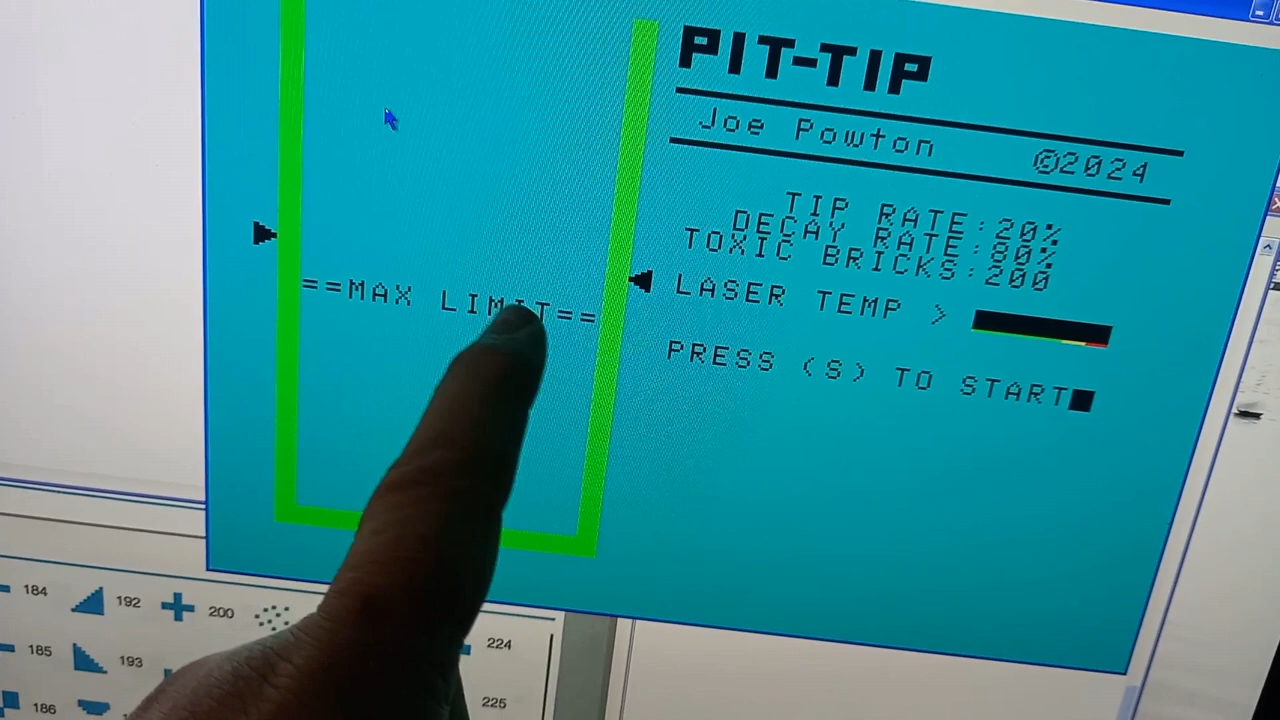 PIT-TIP
Joe Powton ©2024
TIP RATE:20%
DECAY RATE:80%
TOXIC BRICKS:200
LASER TEMP >
PRESS (S) TO START
==MAX LIMIT==
184 192 200 224
185 193 225
186